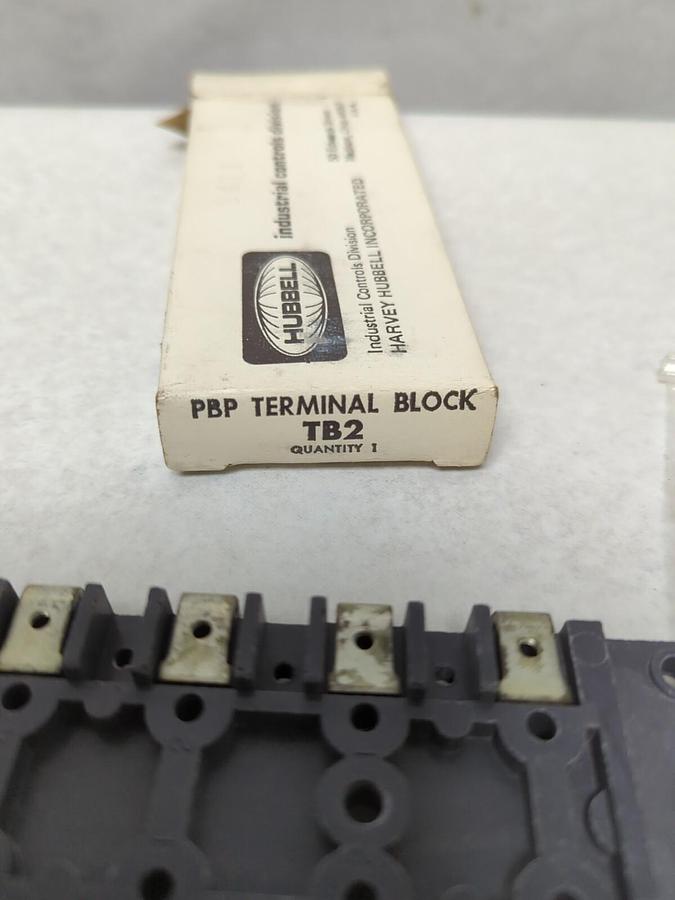 industrial controls division
HUBBELL
Industrial Controls Division
HARVEY HUBBELL INCORPORATED
PBP TERMINAL BLOCK
TB2
QUANTITY 1